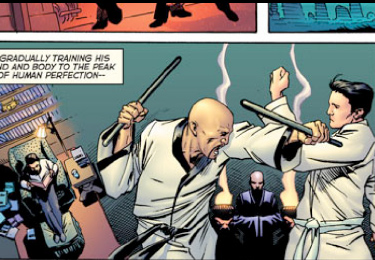 GRADUALLY TRAINING HIS
ND AND BODY TO THE PEAK
OF HUMAN PERFECTION--